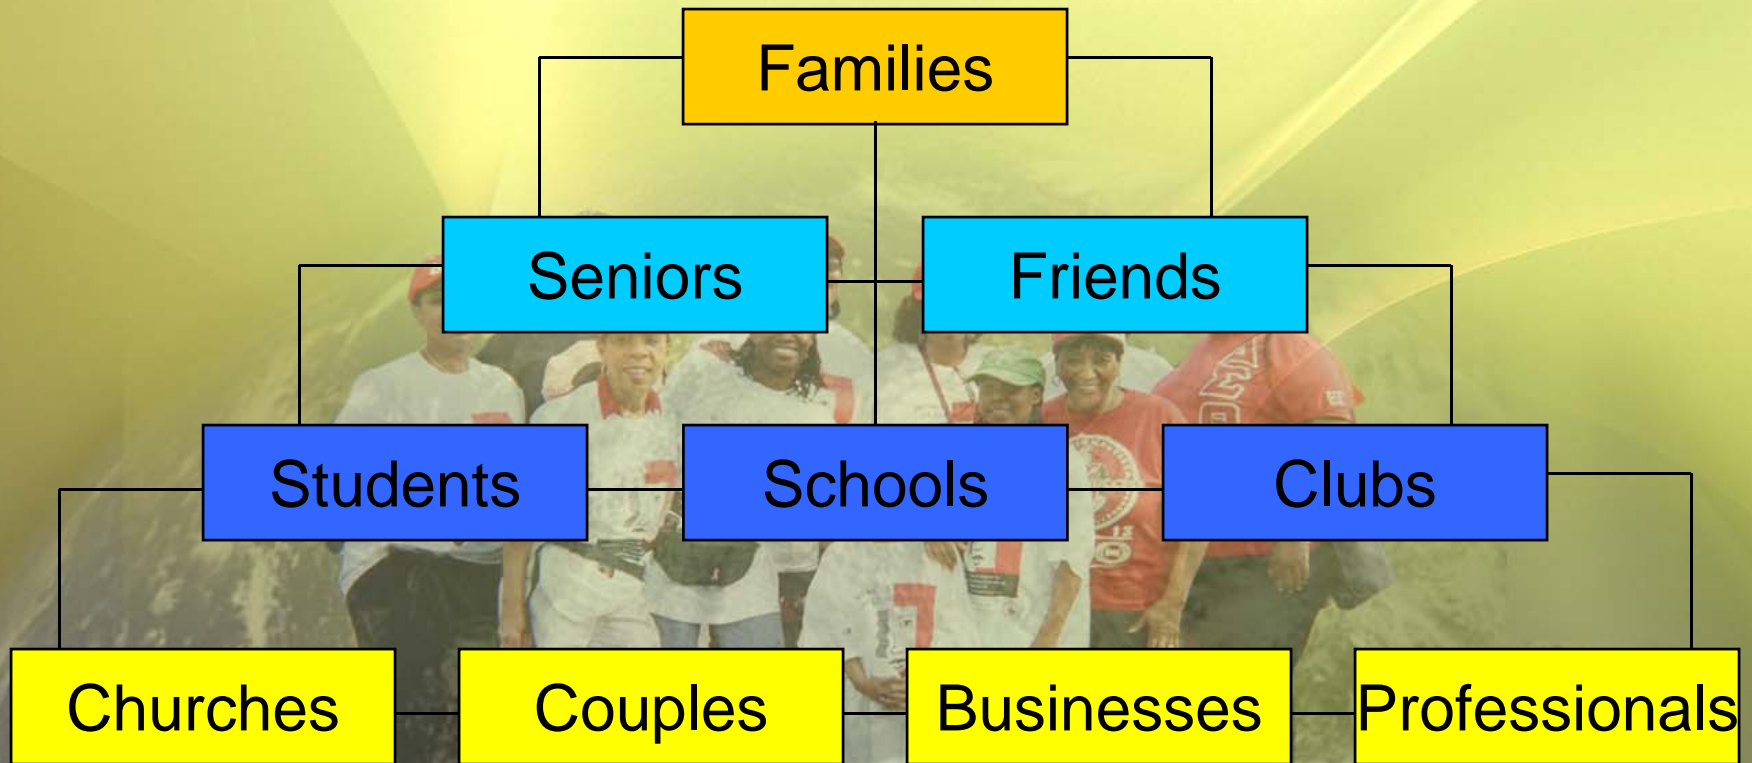 Families
Seniors
Friends
Students
Schools
Clubs
Churches
Couples
Businesses
Professionals